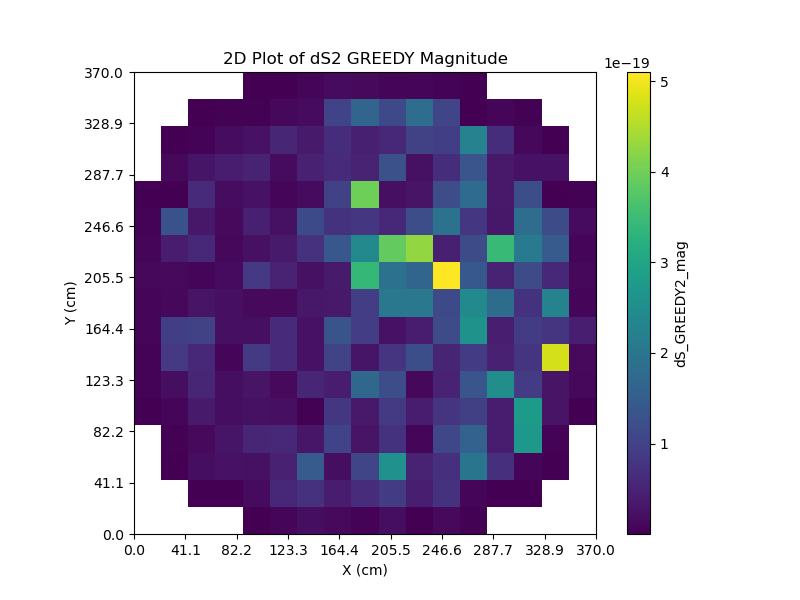 2D Plot of dS2 GREEDY Magnitude
1e−19
370.0
328.9
287.7
246.6
205.5
164.4
123.3
82.2
41.1
0.0
Y (cm)
0.0 41.1 82.2 123.3 164.4 205.5 246.6 287.7 328.9 370.0
X (cm)
5
4
3
2
1
dS_GREEDY2_mag